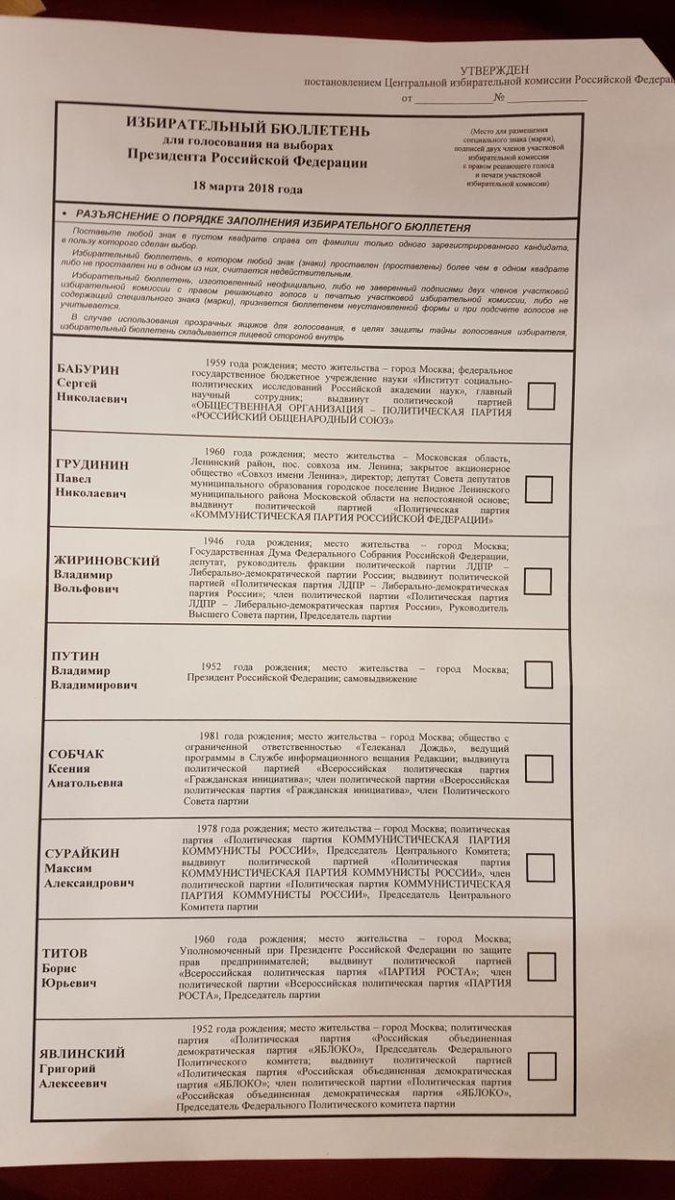 УТВЕРЖДЕН
постановлением Центральной избирательной комиссии Российской Федерац
от ______________№ ______________
ИЗБИРАТЕЛЬНЫЙ БЮЛЛЕТЕНЬ
для голосования на выборах
Президента Российской Федерации
18 марта 2018 года
(Место для размещения
специального знака (марки),
подписей двух членов участковой
избирательной комиссии
с правом решающего голоса
и печати участковой
избирательной комиссии)
• РАЗЪЯСНЕНИЕ О ПОРЯДКЕ ЗАПОЛНЕНИЯ ИЗБИРАТЕЛЬНОГО БЮЛЛЕТЕНЯ
Поставьте любой знак в пустом квадрате справа от фамилии только одного зарегистрированного кандидата,
в пользу которого сделан выбор.
Избирательный бюллетень, в котором любой знак (знаки) проставлен (проставлены) более чем в одном квадрате
либо не проставлен ни в одном из них, считается недействительным.
Избирательный бюллетень, изготовленный неофициально, либо не заверенный подписями двух членов участковой
избирательной комиссии с правом решающего голоса и печатью участковой избирательной комиссии, либо не
содержащий специального знака (марки), признается бюллетенем неустановленной формы и при подсчете голосов не
учитывается.
В случае использования прозрачных ящиков для голосования, в целях защиты тайны голосования избирателя,
избирательный бюллетень складывается лицевой стороной внутрь
БАБУРИН
Сергей
Николаевич
1959 года рождения; место жительства – город Москва; федеральное
государственное бюджетное учреждение науки «Институт социально-
политических исследований Российской академии наук», главный
научный сотрудник; выдвинут политической партией
«ОБЩЕСТВЕННАЯ ОРГАНИЗАЦИЯ – ПОЛИТИЧЕСКАЯ ПАРТИЯ
«РОССИЙСКИЙ ОБЩЕНАРОДНЫЙ СОЮЗ»
ГРУДИНИН
Павел
Николаевич
1960 года рождения; место жительства – Московская область,
Ленинский район, пос. совхоза им. Ленина; закрытое акционерное
общество «Совхоз имени Ленина», директор; депутат Совета депутатов
муниципального образования городское поселение Видное Ленинского
муниципального района Московской области на непостоянной основе;
выдвинут политической партией «Политическая партия
«КОММУНИСТИЧЕСКАЯ ПАРТИЯ РОССИЙСКОЙ ФЕДЕРАЦИИ»
ЖИРИНОВСКИЙ
Владимир
Вольфович
1946 года рождения; место жительства – город Москва;
Государственная Дума Федерального Собрания Российской Федерации,
депутат, руководитель фракции политической партии ЛДПР –
Либерально-демократической партии России; выдвинут политической
партией «Политическая партия ЛДПР – Либерально-демократическая
партия России»; член политической партии «Политическая партия
ЛДПР – Либерально-демократическая партия России», Руководитель
Высшего Совета партии, Председатель партии
ПУТИН
Владимир
Владимирович
1952 года рождения; место жительства – город Москва;
Президент Российской Федерации; самовыдвижение
СОБЧАК
Ксения
Анатольевна
1981 года рождения; место жительства – город Москва; общество с
ограниченной ответственностью «Телеканал Дождь», ведущий
программы в Службе информационного вещания Редакции; выдвинута
политической партией «Всероссийская политическая партия
«Гражданская инициатива»; член политической партии «Всероссийская
политическая партия «Гражданская инициатива», член Политического
Совета партии
СУРАЙКИН
Максим
Александрович
1978 года рождения; место жительства – город Москва; политическая
партия «Политическая партия КОММУНИСТИЧЕСКАЯ ПАРТИЯ
КОММУНИСТЫ РОССИИ», Председатель Центрального Комитета;
выдвинут политической партией «Политическая партия
КОММУНИСТИЧЕСКАЯ ПАРТИЯ КОММУНИСТЫ РОССИИ», член
политической партии «Политическая партия КОММУНИСТИЧЕСКАЯ
ПАРТИЯ КОММУНИСТЫ РОССИИ», Председатель Центрального
Комитета партии
ТИТОВ
Борис
Юрьевич
1960 года рождения; место жительства – город Москва;
Уполномоченный при Президенте Российской Федерации по защите
прав предпринимателей; выдвинут политической партией
«Всероссийская политическая партия «ПАРТИЯ РОСТА»; член
политической партии «Всероссийская политическая партия «ПАРТИЯ
РОСТА», Председатель партии
ЯВЛИНСКИЙ
Григорий
Алексеевич
1952 года рождения; место жительства – город Москва; политическая
партия «Политическая партия «Российская объединенная
демократическая партия «ЯБЛОКО», Председатель Федерального
Политического комитета; выдвинут политической партией
«Политическая партия «Российская объединенная демократическая
партия «ЯБЛОКО»; член политической партии «Политическая партия
«Российская объединенная демократическая партия «ЯБЛОКО»,
Председатель Федерального Политического комитета партии